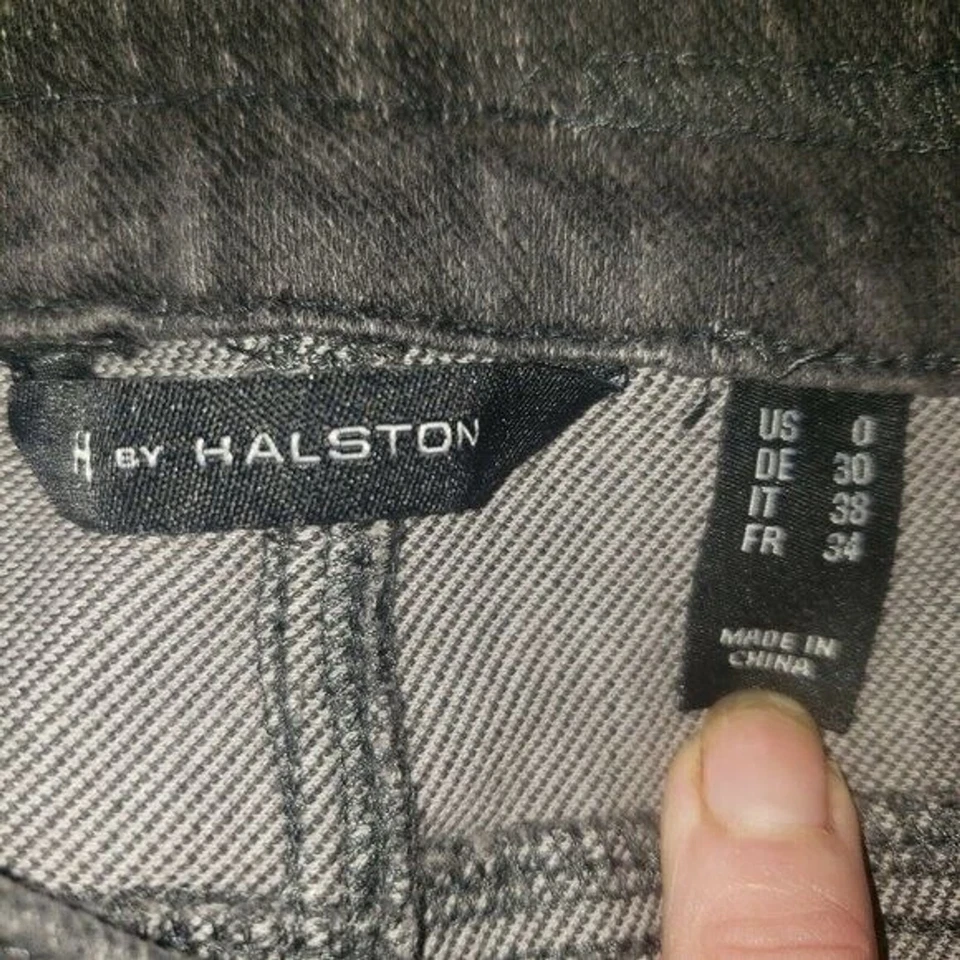 H BY HALSTON
US 0
DE 30
IT 38
FR 34
MADE IN
CHINA